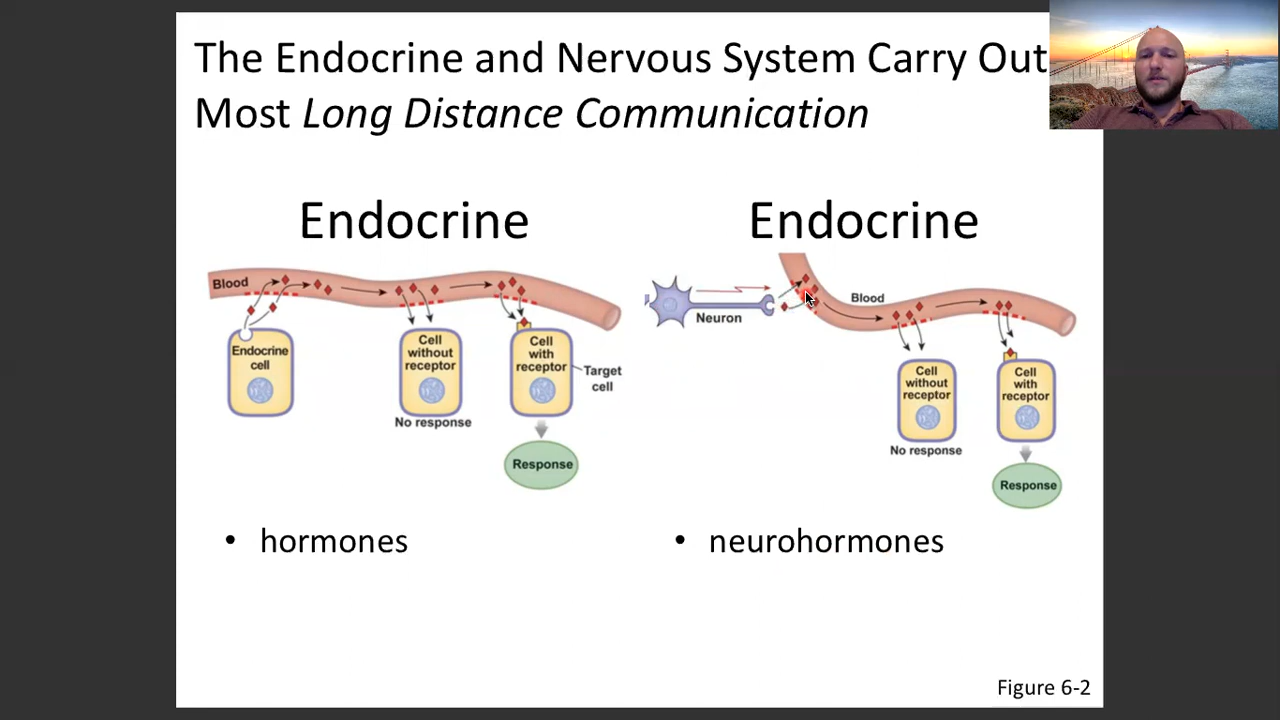 The Endocrine and Nervous System Carry Out
Most Long Distance Communication
Endocrine
Blood
Endocrine
cell
Cell
without
receptor
No response
Cell
with
receptor
Target
cell
Response
hormones
Endocrine
Neuron
Blood
Cell
without
receptor
No response
Cell
with
receptor
Response
neurohormones
Figure 6-2